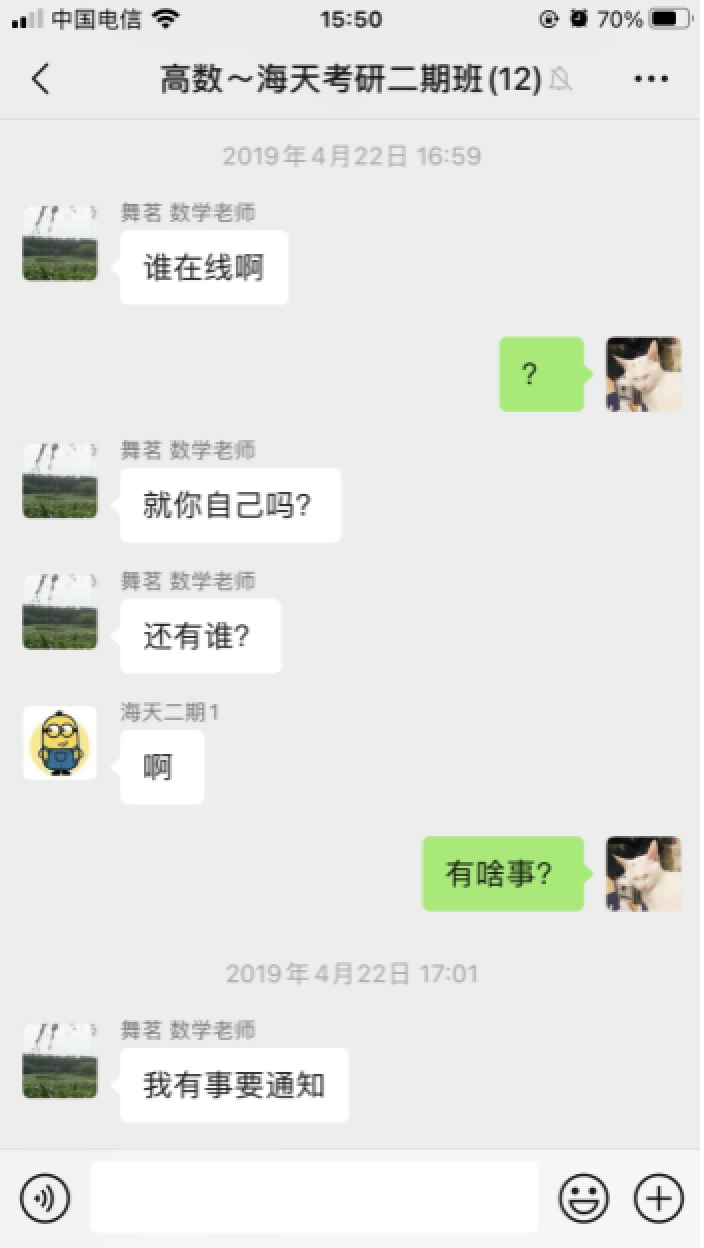 中国电信 15:50 70%
高数～海天考研二期班(12)
2019年4月22日 16:59
舞茗 数学老师
谁在线啊
?
舞茗 数学老师
就你自己吗?
舞茗 数学老师
还有谁?
海天二期1
啊
有啥事?
2019年4月22日 17:01
舞茗 数学老师
我有事要通知